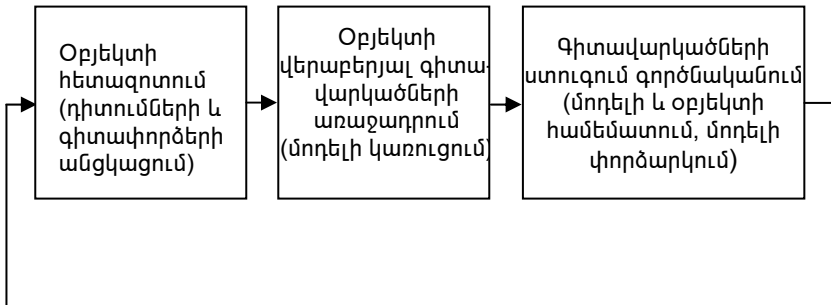 Օբյեկտի
հետազոտում
(դիտումների և
գիտափորձերի
անցկացում)
Օբյեկտի
վերաբերյալ գիտա-
վարկածների
առաջադրում
(մոդելի կառուցում)
Գիտավարկածների
ստուգում գործնականում
(մոդելի և օբյեկտի
համեմատում, մոդելի
փորձարկում)